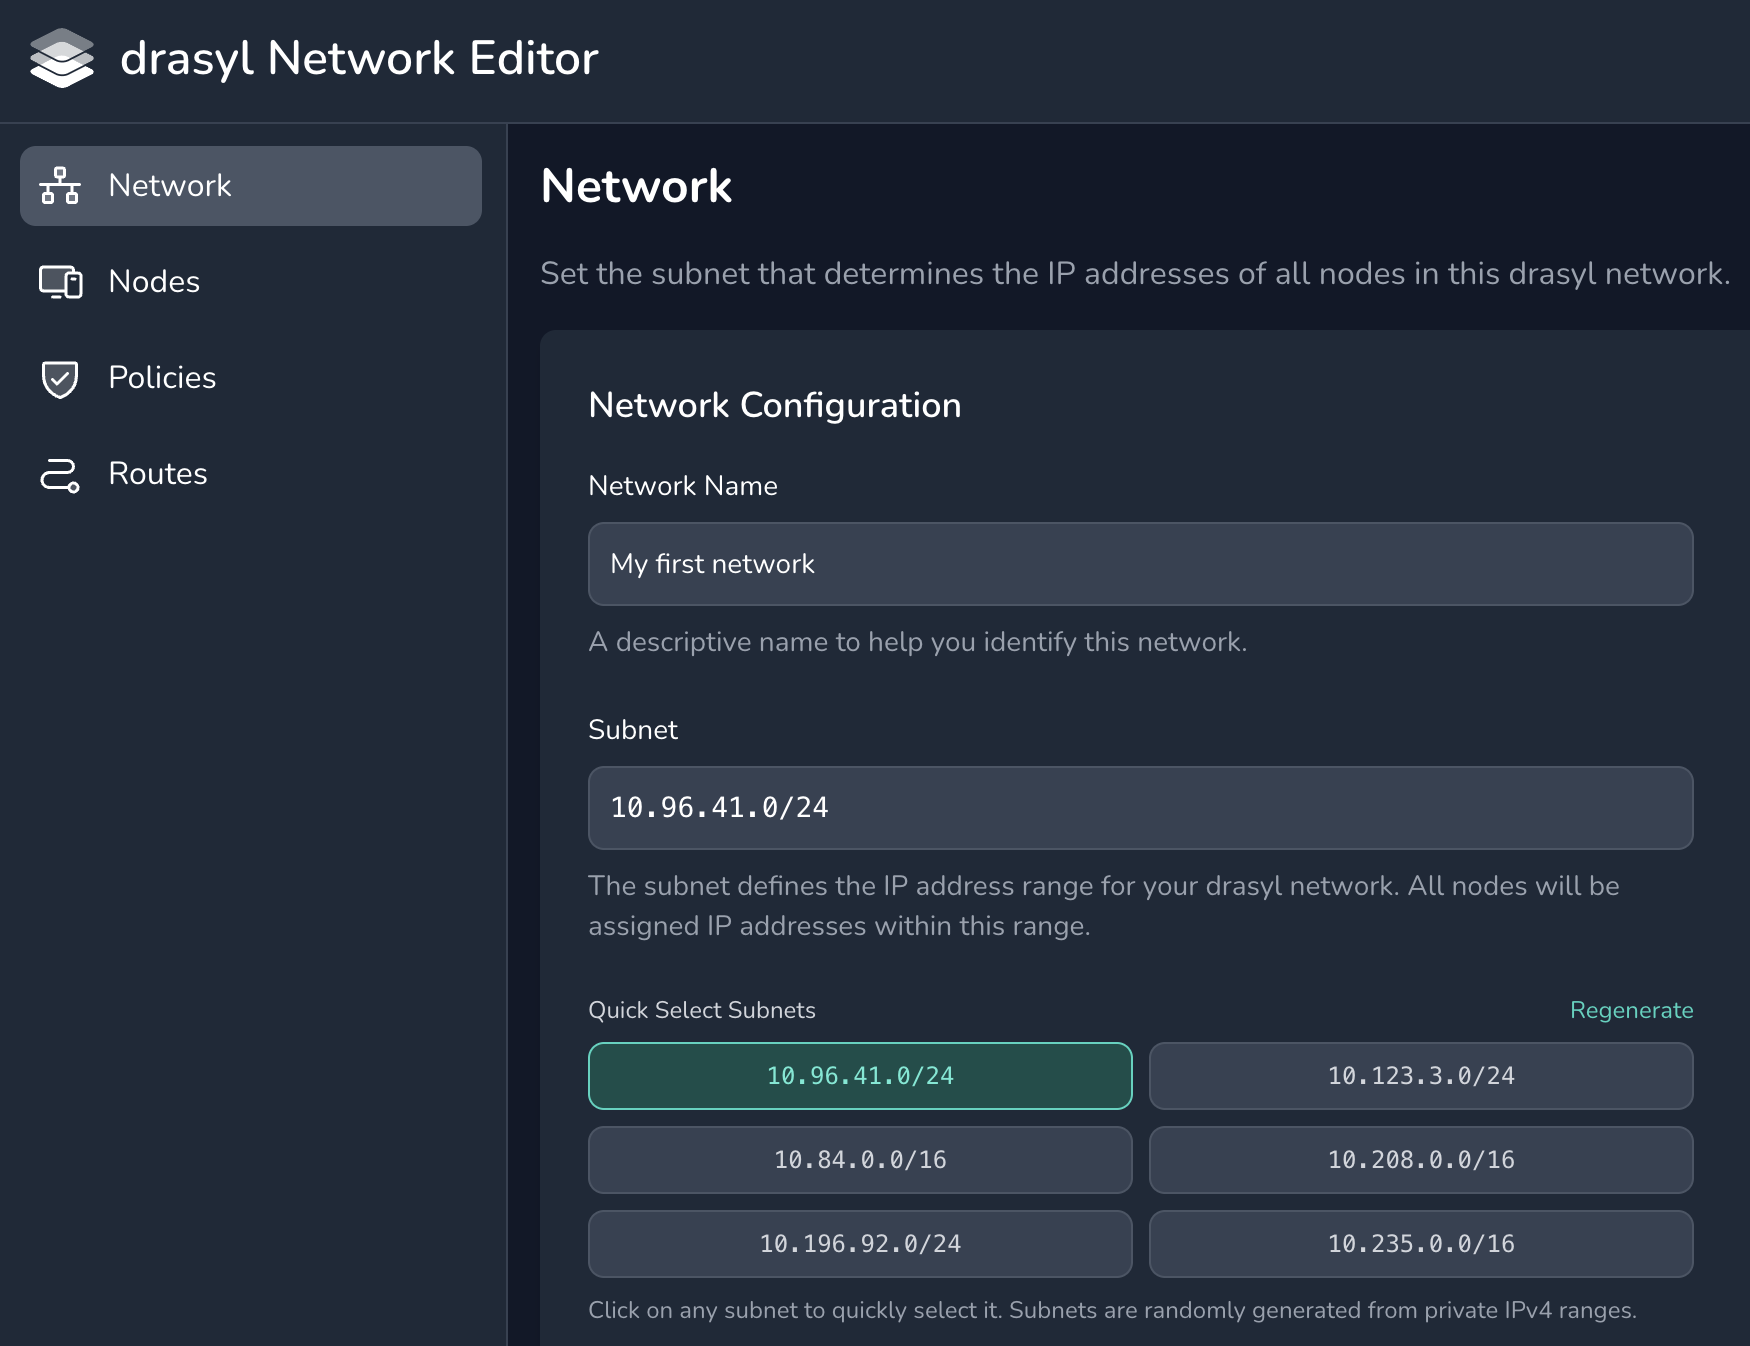 drasyl Network Editor
Network
Nodes
Policies
Routes
Network
Set the subnet that determines the IP addresses of all nodes in this drasyl network.
Network Configuration
Network Name
My first network
A descriptive name to help you identify this network.
Subnet
10.96.41.0/24
The subnet defines the IP address range for your drasyl network. All nodes will be
assigned IP addresses within this range.
Quick Select Subnets
Regenerate
10.96.41.0/24
10.123.3.0/24
10.84.0.0/16
10.208.0.0/16
10.196.92.0/24
10.235.0.0/16
Click on any subnet to quickly select it. Subnets are randomly generated from private IPv4 ranges.